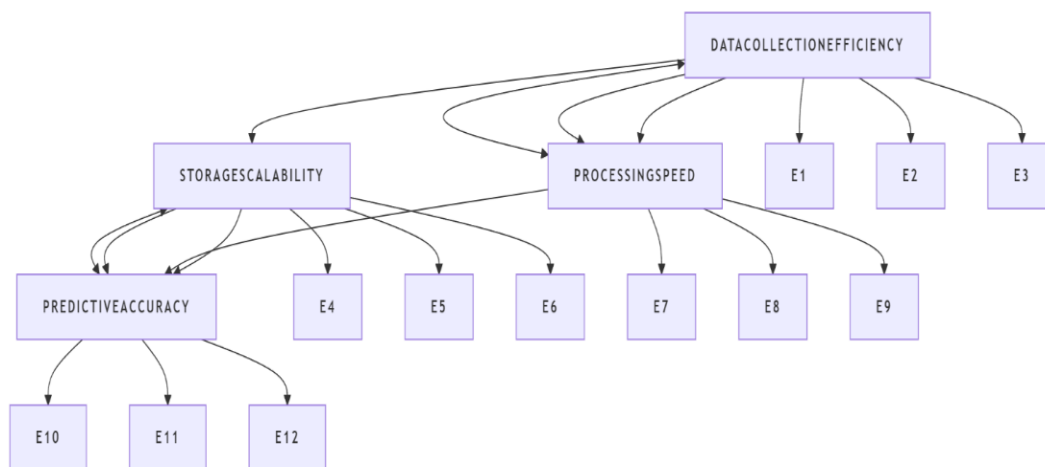 DATACOLLECTIONEFFICIENCY
STORAGESCALABILITY
PROCESSINGSPEED
E1
E2
E3
PREDICTIVEACCURACY
E4
E5
E6
E7
E8
E9
E10
E11
E12